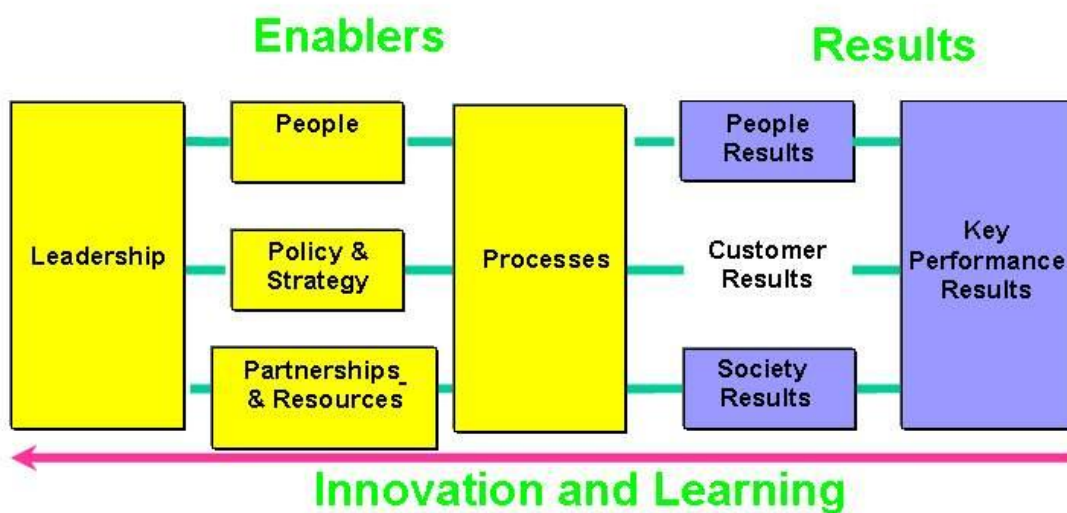 Enablers
Results
Leadership
People
Policy &
Strategy
Partnerships_
& Resources
Processes
People
Results
Customer
Results
Society
Results
Key
Performance
Results
Innovation and Learning